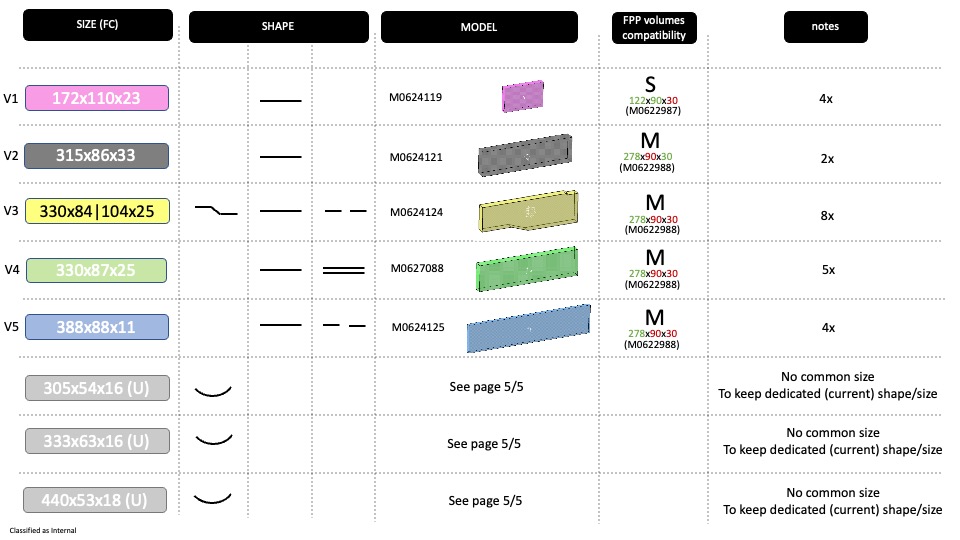 SIZE (FC)
SHAPE
MODEL
FPP volumes
compatibility
notes
V1
172x110x23
M0624119
S
122x90x30
(M0622987)
4x
V2
315x86x33
M0624121
M
278x90x30
(M0622988)
2x
V3
330x84|104x25
M0624124
M
278x90x30
(M0622988)
8x
V4
330x87x25
M0627088
M
278x90x30
(M0622988)
5x
V5
388x88x11
M0624125
M
278x90x30
(M0622988)
4x
305x54x16 (U)
See page 5/5
No common size
To keep dedicated (current) shape/size
333x63x16 (U)
See page 5/5
No common size
To keep dedicated (current) shape/size
440x53x18 (U)
See page 5/5
No common size
To keep dedicated (current) shape/size
Classified as Internal